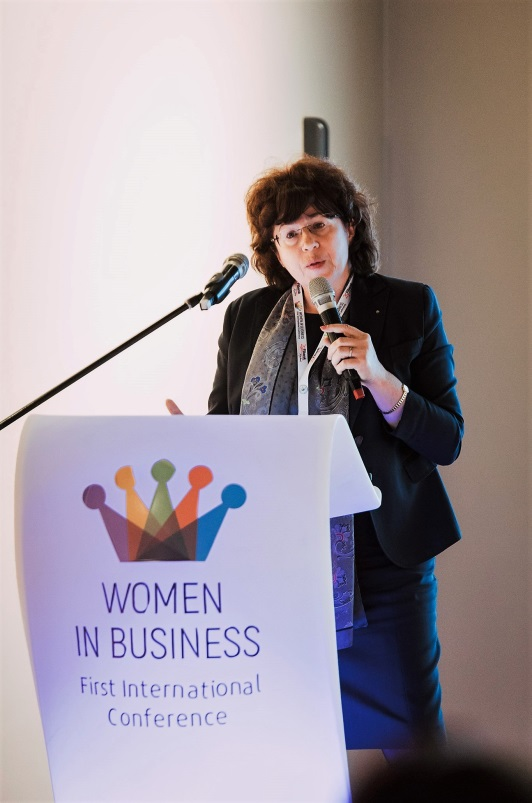 WOMEN
IN BUSINESS
First International
Conference